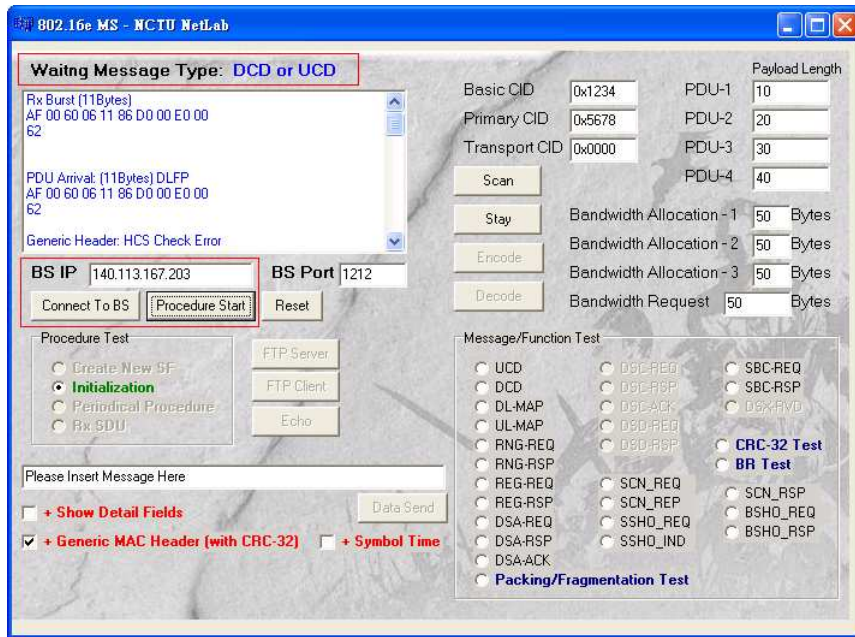 802.16e MS - NCTU NetLab
Waitng Message Type: DCD or UCD
Rx Burst (11Bytes)
AF 00 60 06 11 86 D0 00 E0 00
62
PDU Arrival: (11Bytes) DLFP
AF 00 60 06 11 86 D0 00 E0 00
62
Generic Header: HCS Check Error
BS IP 140.113.167.203 BS Port 1212
Connect To BS Procedure Start Reset
Procedure Test
Create New SF
Initialization
Periodical Procedure
Rx SDU
FTP Server
FTP Client
Echo
Please Insert Message Here
+ Show Detail Fields
Data Send
+ Generic MAC Header (with CRC-32) + Symbol Time
Payload Length
Basic CID 0x1234 PDU-1 10
Primary CID 0x5678 PDU-2 20
Transport CID 0x0000 PDU-3 30
PDU-4 40
Scan
Stay
Encode
Decode
Bandwidth Allocation - 1 50 Bytes
Bandwidth Allocation - 2 50 Bytes
Bandwidth Allocation - 3 50 Bytes
Bandwidth Request 50 Bytes
Message/Function Test
UCD
DCD
DL-MAP
UL-MAP
RNG-REQ
RNG-RSP
REG-REQ
REG-RSP
DSA-REQ
DSA-RSP
DSA-ACK
Packing/Fragmentation Test
DSC-REQ
DSC-RSP
DSC-ACK
DSD-REQ
DSD-RSP
SCN_REQ
SCN_REP
SSHO_REQ
SSHO_IND
SBC-REQ
SBC-RSP
DSX-RVD
CRC-32 Test
BR Test
SCN_RSP
BSHO_REQ
BSHO_RSP